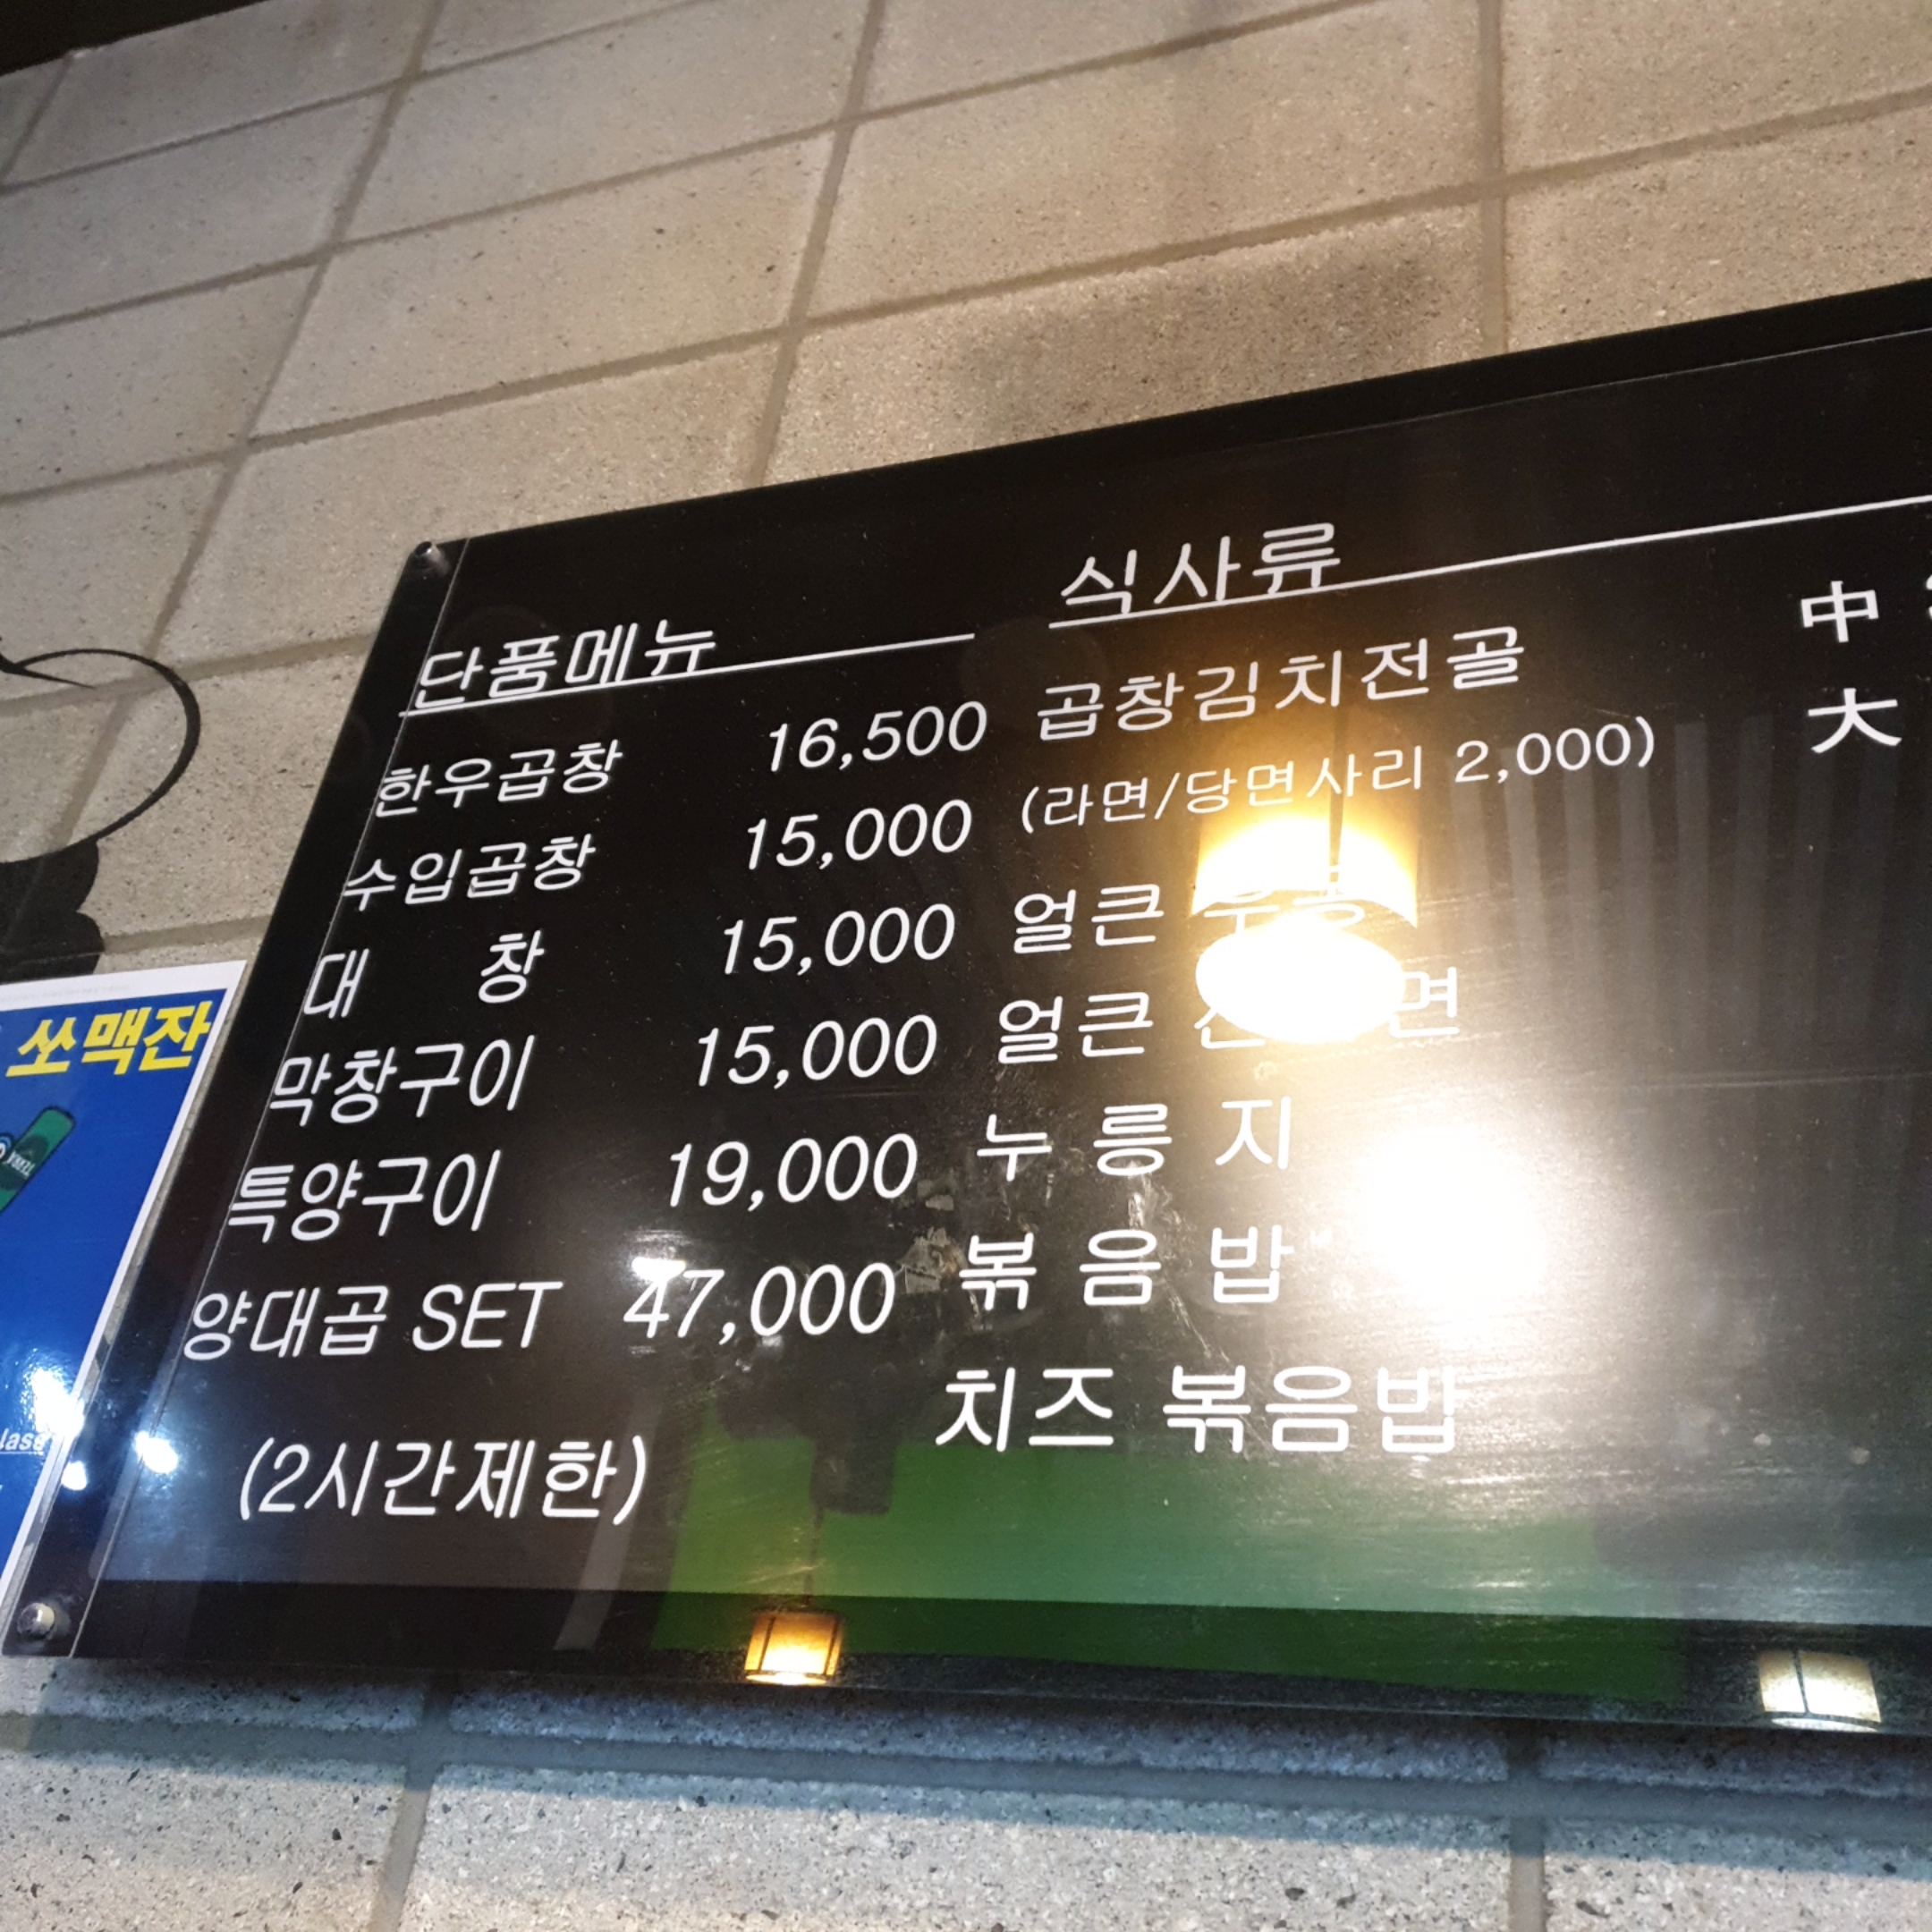 단품메뉴
한우곱창 16,500
수입곱창 15,000
대 창 15,000
막창구이 15,000
특양구이 19,000
양대곱 SET 47,000
(2시간제한)
식사류
곱창김치전골 中
大
(라면/당면사리 2,000)
얼큰
얼큰
누 룽 지
볶 음 밥
치즈 볶음밥
쏘맥잔